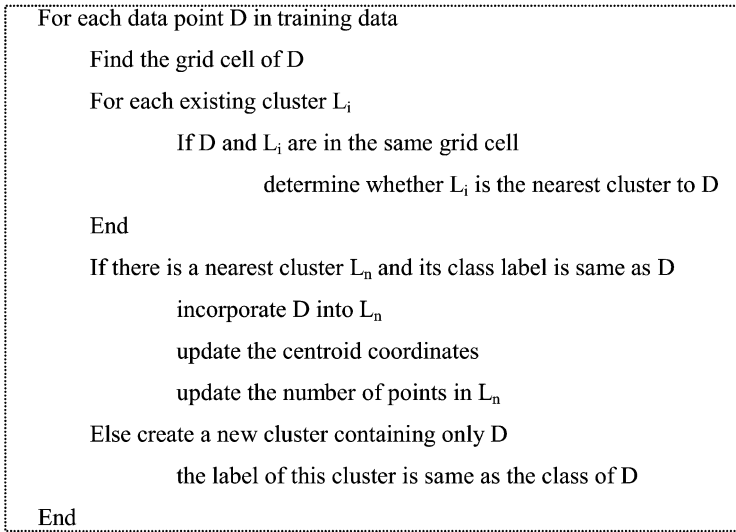 For each data point D in training data
Find the grid cell of D
For each existing cluster Li
If D and Li are in the same grid cell
determine whether Li is the nearest cluster to D
End
If there is a nearest cluster Ln and its class label is same as D
incorporate D into Ln
update the centroid coordinates
update the number of points in Ln
Else create a new cluster containing only D
the label of this cluster is same as the class of D
End